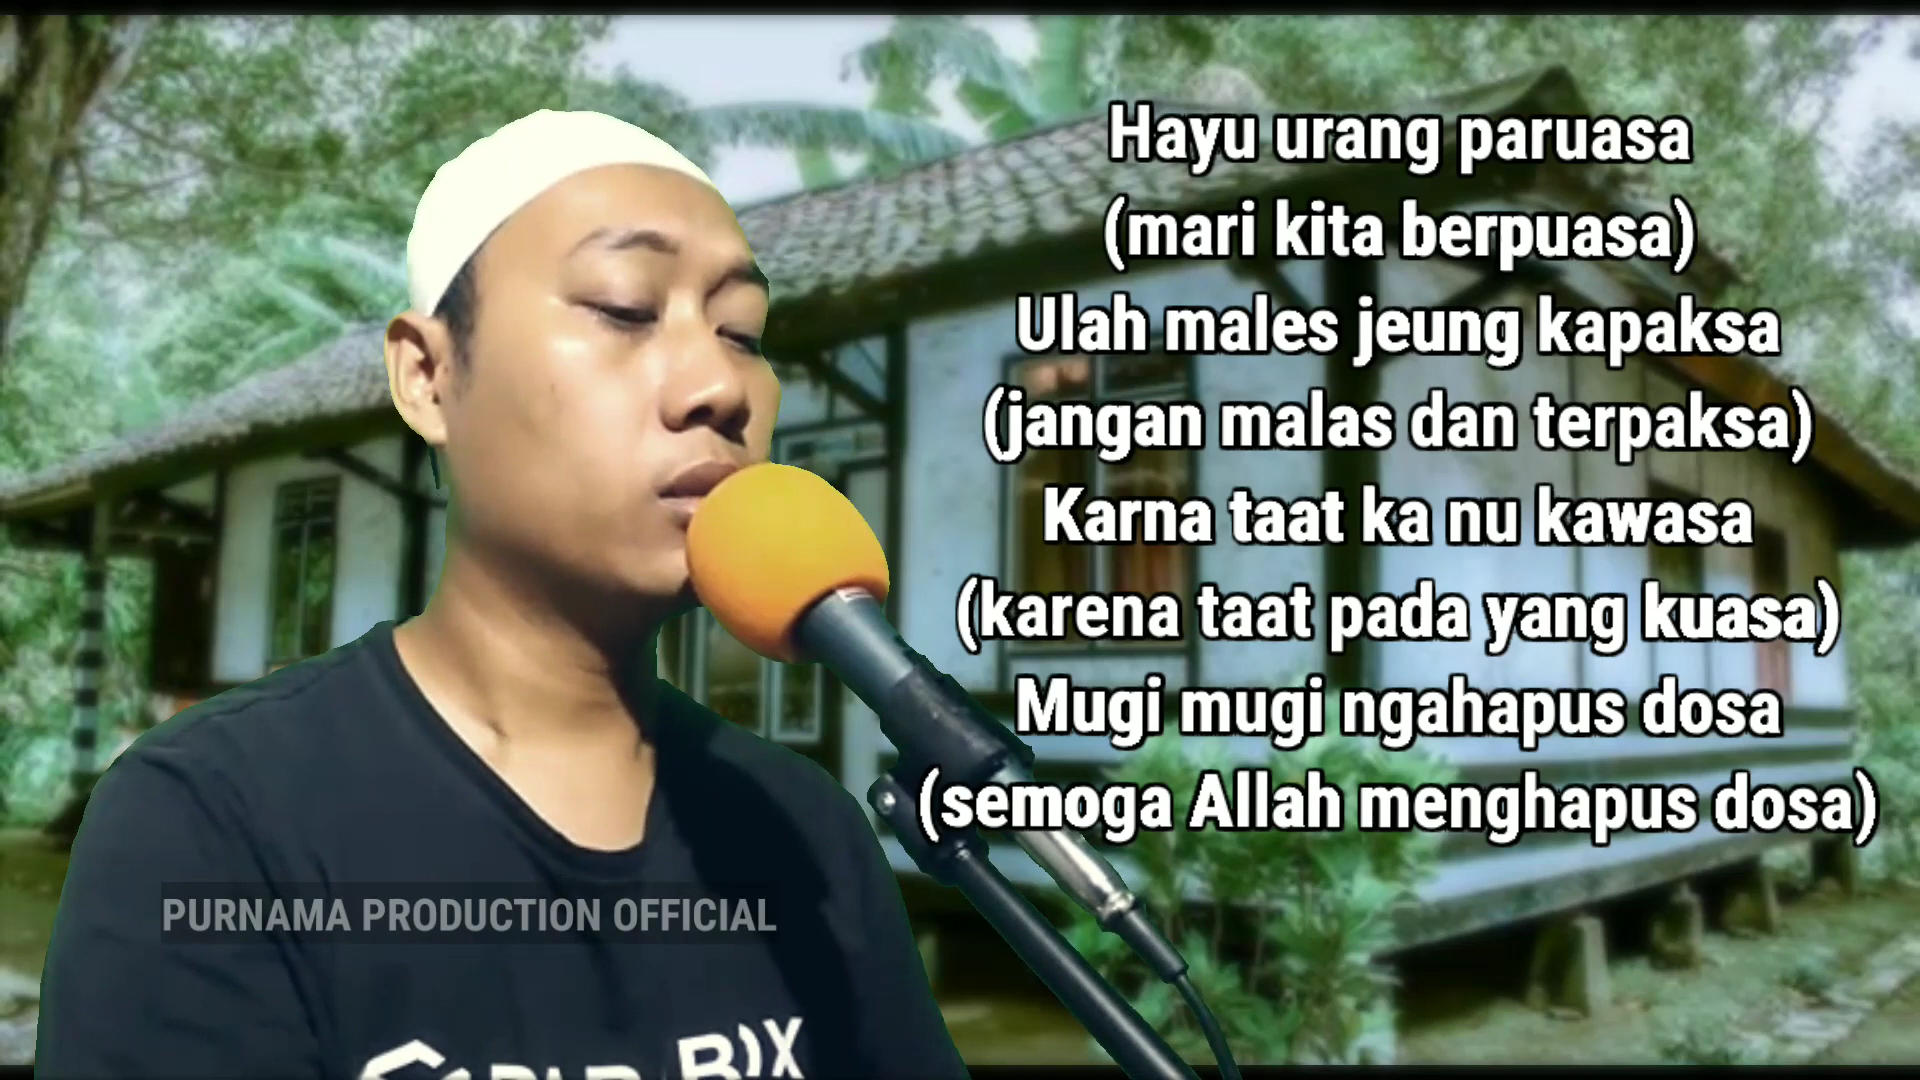 Hayu urang paruasa
(mari kita berpuasa)
Ulah males jeung kapaksa
(jangan malas dan terpaksa)
Karna taat ka nu kawasa
(karena taat pada yang kuasa)
Mugi mugi ngahapus dosa
(semoga Allah menghapus dosa)
PURNAMA PRODUCTION OFFICIAL